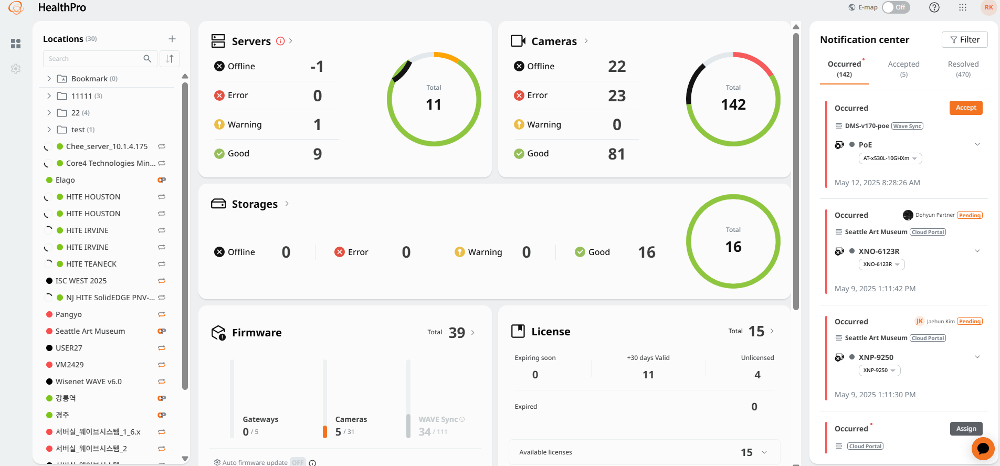 HealthPro
E-map Off
RK
Locations (30)
Search
Bookmark (0)
11111 (3)
22 (4)
test (1)
Chee_server_10.1.4.175
Core4 Technologies Min...
Elago
HITE HOUSTON
HITE HOUSTON
HITE IRVINE
HITE IRVINE
HITE TEANECK
ISC WEST 2025
NJ HITE SolidEDGE PNV-...
Pangyo
Seattle Art Museum
USER27
VM2429
Wisenet WAVE v6.0
강릉역
경주
서버실_웨이브시스템_1_6.x
서버실_웨이브시스템_2
Servers
Offline -1
Error 0
Warning 1
Good 9
Total
11
Cameras
Offline 22
Error 23
Warning 0
Good 81
Total
142
Storages
Offline 0
Error 0
Warning 0
Good 16
Total
16
Firmware
Total 39
Gateways
0 / 5
Cameras
5 / 31
WAVE Sync
34 / 111
Auto firmware update OFF
License
Total 15
Expiring soon
0
+30 days Valid
11
Unlicensed
4
Expired 0
Available licenses 15
Notification center
Filter
Occurred
(142)
Accepted
(5)
Resolved
(470)
Occurred
Accept
DMS-v170-poe Wave Sync
PoE
AT-x530L-10GHXm
May 12, 2025 8:28:26 AM
Occurred
Dohyun Partner Pending
Seattle Art Museum Cloud Portal
XNO-6123R
XNO-6123R
May 9, 2025 1:11:42 PM
Occurred
JK Jaehun Kim Pending
Seattle Art Museum Cloud Portal
XNP-9250
XNP-9250
May 9, 2025 1:11:30 PM
Occurred
Assign
Cloud Portal